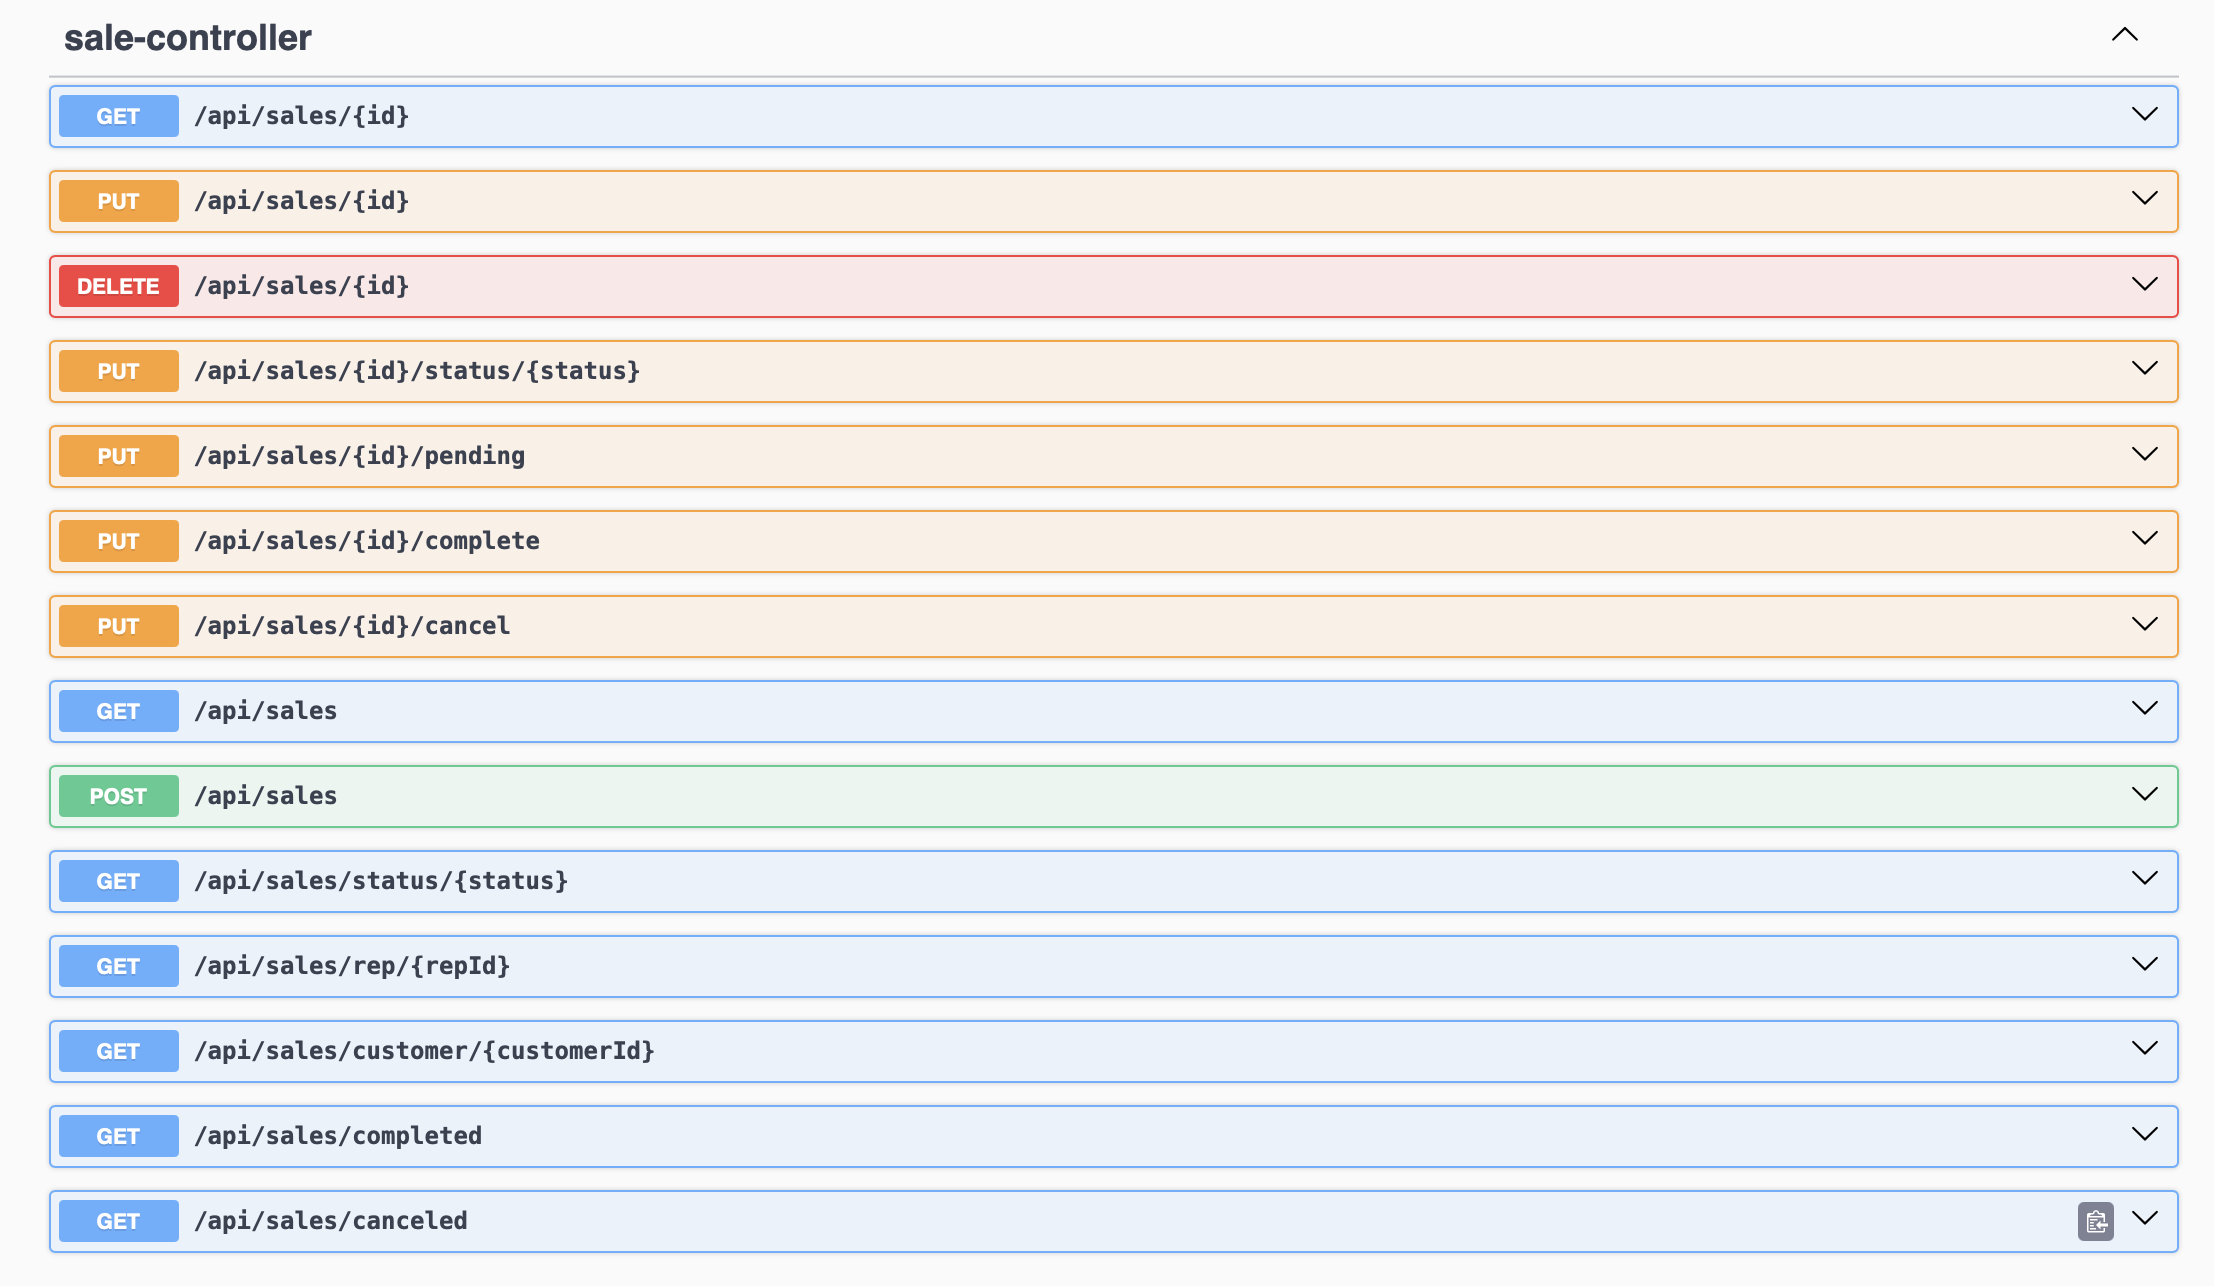 sale-controller
GET /api/sales/{id}
PUT /api/sales/{id}
DELETE /api/sales/{id}
PUT /api/sales/{id}/status/{status}
PUT /api/sales/{id}/pending
PUT /api/sales/{id}/complete
PUT /api/sales/{id}/cancel
GET /api/sales
POST /api/sales
GET /api/sales/status/{status}
GET /api/sales/rep/{repId}
GET /api/sales/customer/{customerId}
GET /api/sales/completed
GET /api/sales/canceled